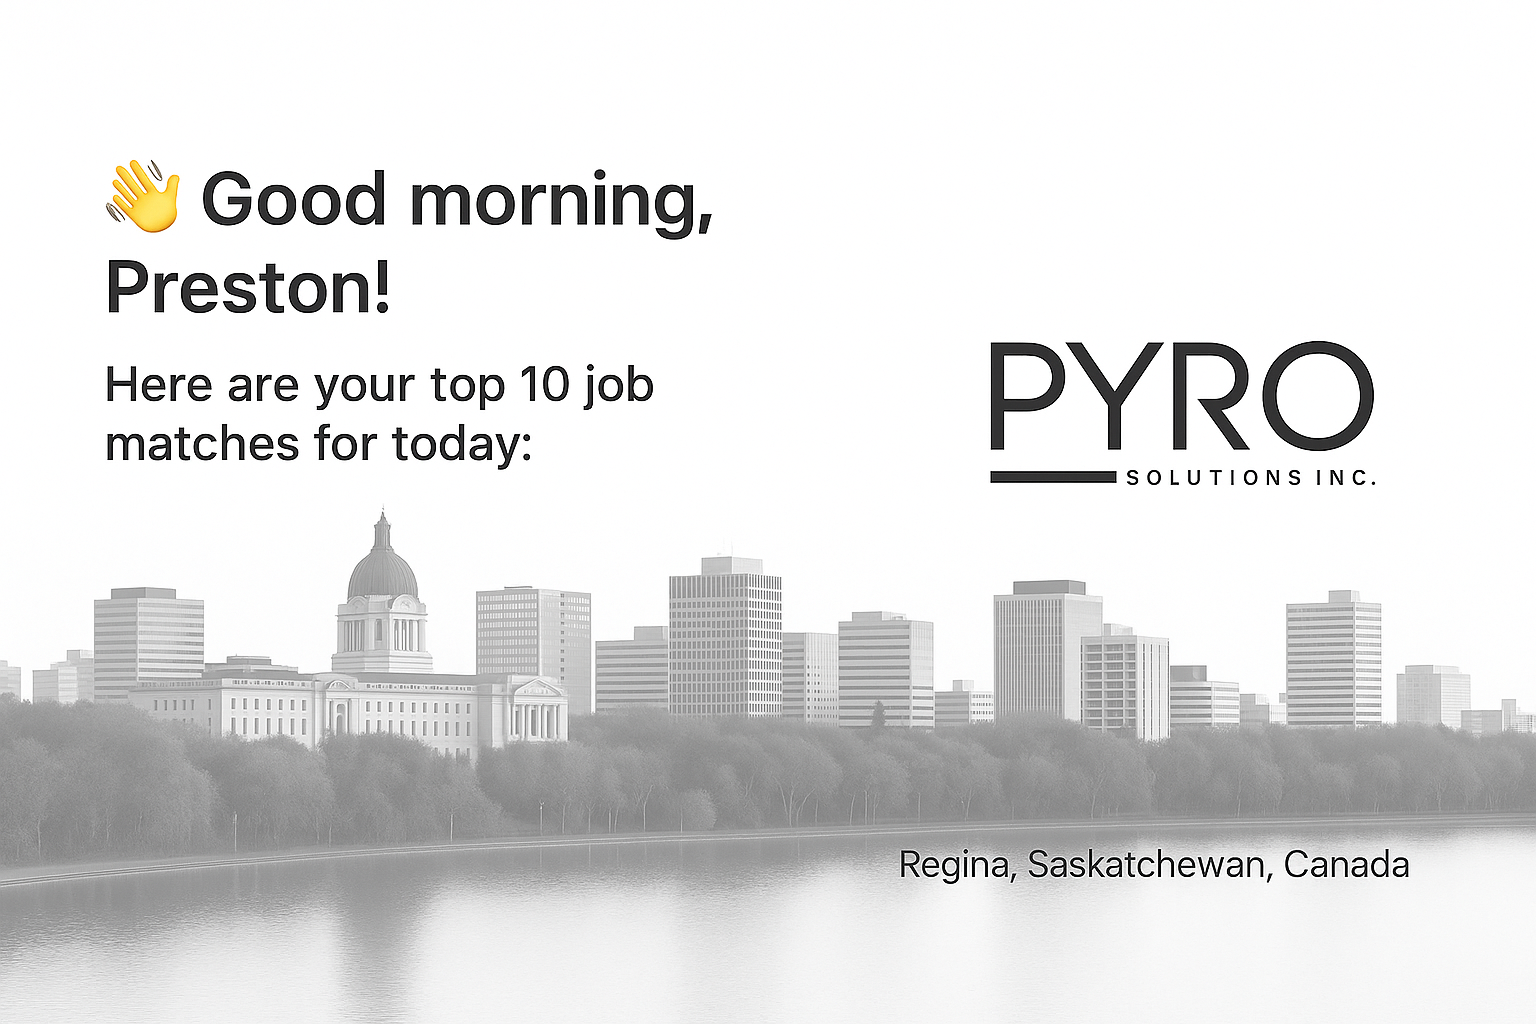 👋 Good morning,
Preston!
Here are your top 10 job
matches for today:
PYRO
SOLUTIONS INC.
Regina, Saskatchewan, Canada